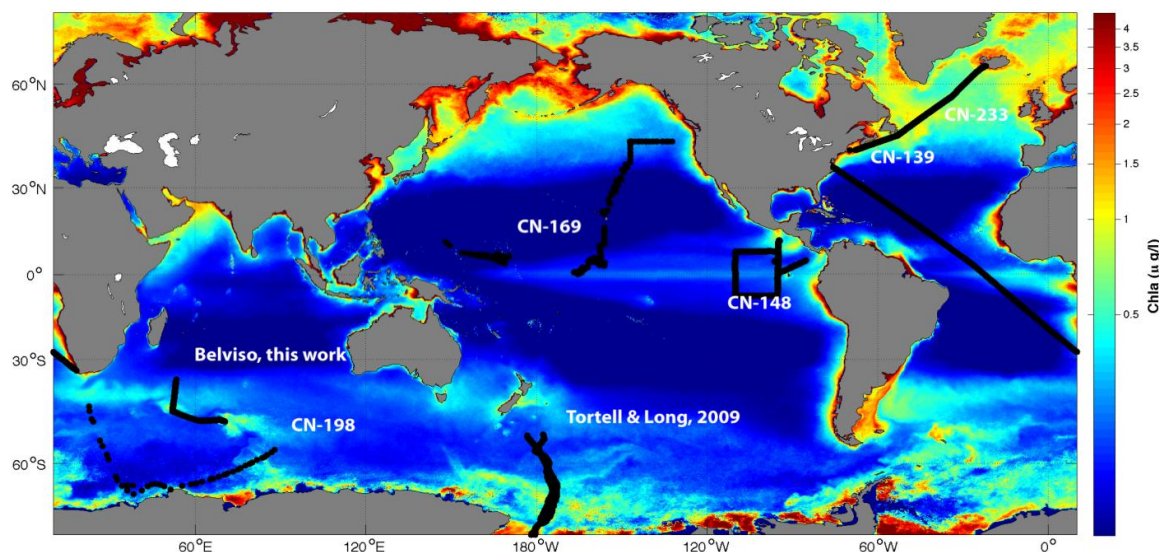 60°N
30°N
0°
30°S
60°S
CN-233
CN-139
CN-169
CN-148
Belviso, this work
CN-198
Tortell & Long, 2009
60°E
120°E
180°W
120°W
60°W
0°
4
3.5
3
2.5
2
1.5
1
0.5
Chla (µ g/l)